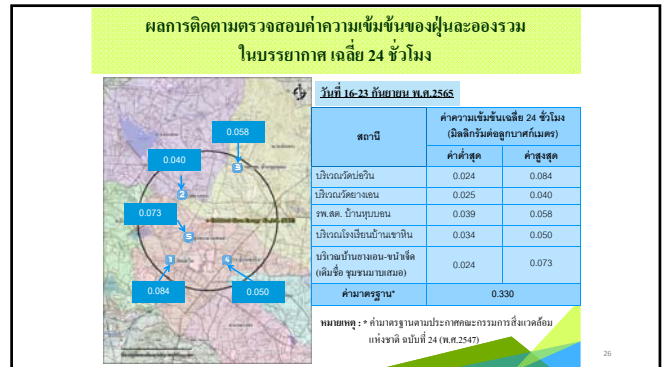 ผลการติดตามตรวจสอบค่าความเข้มข้นของฝุ่นละอองรวม
ในบรรยากาศ เฉลี่ย 24 ชั่วโมง
วันที่ 16-23 กันยายน พ.ศ.2565
สถานี
ค่าความเข้มข้นเฉลี่ย 24 ชั่วโมง
(มิลลิกรัมต่อลูกบาศก์เมตร)
ค่าต่ำสุด ค่าสูงสุด
บริเวณวัดบ่อวิน 0.024 0.084
บริเวณวัดยางเอน 0.025 0.040
รพ.สต. บ้านหุบบอน 0.039 0.058
บริเวณโรงเรียนบ้านเขาหิน 0.034 0.050
บริเวณบ้านยางเอน-ขนำเจ็ด
(เดิมชื่อ ชุมชนมาบเสมอ) 0.024 0.073
ค่ามาตรฐาน* 0.330
หมายเหตุ : * ค่ามาตรฐานตามประกาศคณะกรรมการสิ่งแวดล้อม
แห่งชาติ ฉบับที่ 24 (พ.ศ.2547)
0.058
0.040
0.073
0.084
0.050
3
2
5
1
4
26